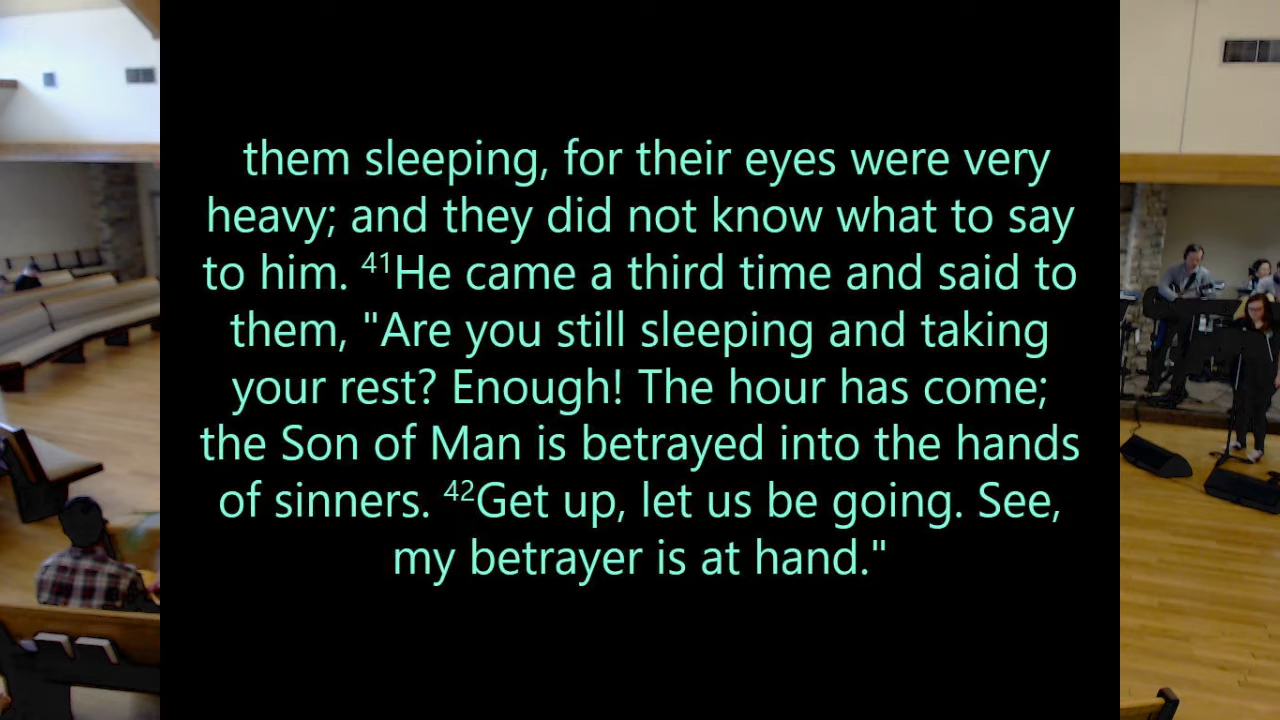 them sleeping, for their eyes were very
heavy; and they did not know what to say
to him. ⁴¹He came a third time and said to
them, "Are you still sleeping and taking
your rest? Enough! The hour has come;
the Son of Man is betrayed into the hands
of sinners. ⁴²Get up, let us be going. See,
my betrayer is at hand."